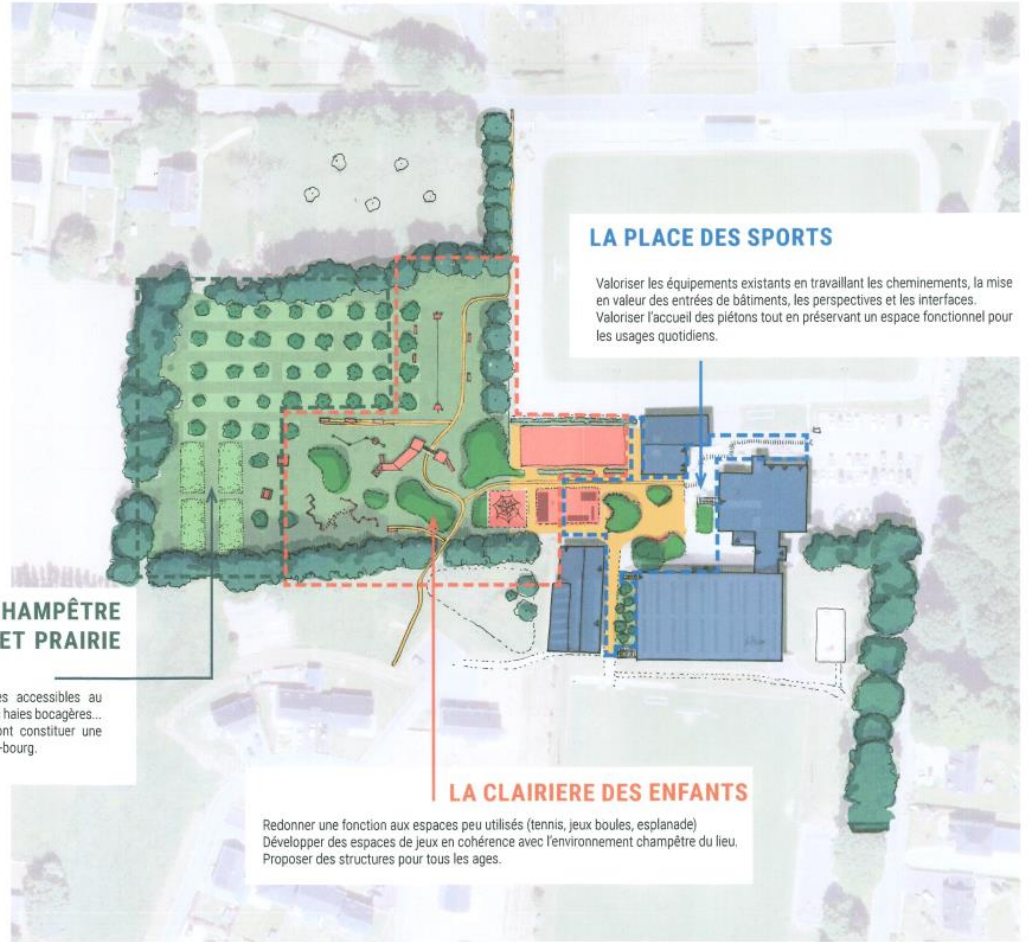 LA PLACE DES SPORTS
Valoriser les équipements existants en travaillant les cheminements, la mise
en valeur des entrées de bâtiments, les perspectives et les interfaces.
Valoriser l'accueil des piétons tout en préservant un espace fonctionnel pour
les usages quotidiens.
HAMPÊTRE
ET PRAIRIE
es accessibles au
haies bocagères...
ont constituer une
-bourg.
LA CLAIRIERE DES ENFANTS
Redonner une fonction aux espaces peu utilisés (tennis, jeux boules, esplanade)
Développer des espaces de jeux en cohérence avec l'environnement champêtre du lieu.
Proposer des structures pour tous les ages.